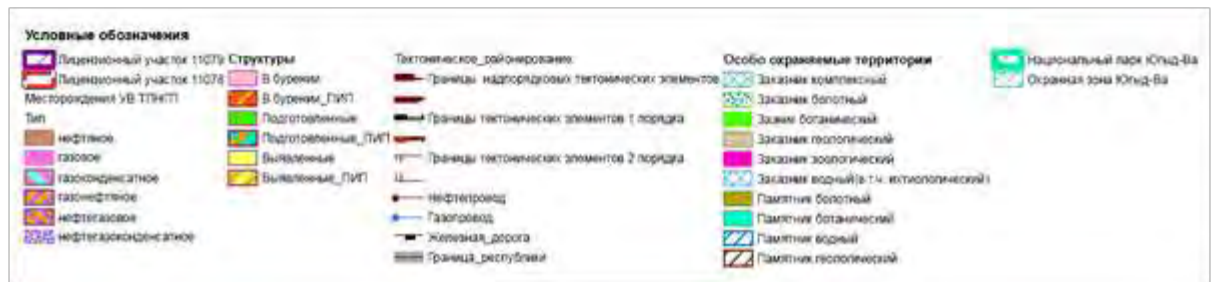 Условные обозначения
Лицензионный участок 11079
Лицензионный участок 11078
Месторождения УВ ТПНГП
Тип
нефтяное
газовое
газоконденсатное
газонефтяное
нефтегазовое
нефтегазоконденсатное
Структуры
В бурении
В бурении_ПИП
Подготовленные
Подготовленные_ПИП
Выявленные
Выявленные_ПИП
Тектоническое_районирование
Границы надпорядковых тектонических элементов
Границы тектонических элементов 1 порядка
Границы тектонических элементов 2 порядка
Нефтепровод
Газопровод
Железная_дорога
Граница_республики
Особо охраняемые территории
Заказник комплексный
Заказник болотный
ботанический
Заказник геологический
Заказник зоологический
Заказник водный(в т.ч. ихтиологический)
Памятник болотный
Памятник ботанический
Памятник водный
Памятник геологический
Национальный парк Югыд-Ва
Охранная зона Югыд-Ва